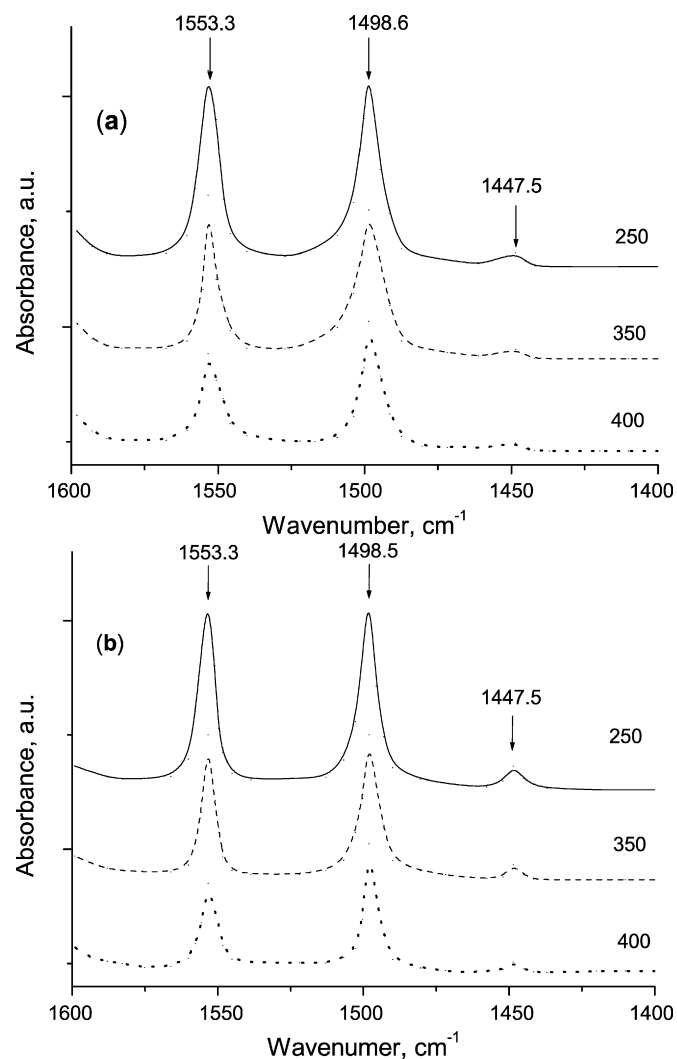 1553.3 1498.6
(a)
1447.5
250
350
400
Absorbance, a.u.
1600 1550 1500 1450 1400
Wavenumber, cm-1
1553.3 1498.5
(b)
1447.5
250
350
400
Absorbance, a.u.
1600 1550 1500 1450 1400
Wavenumer, cm-1